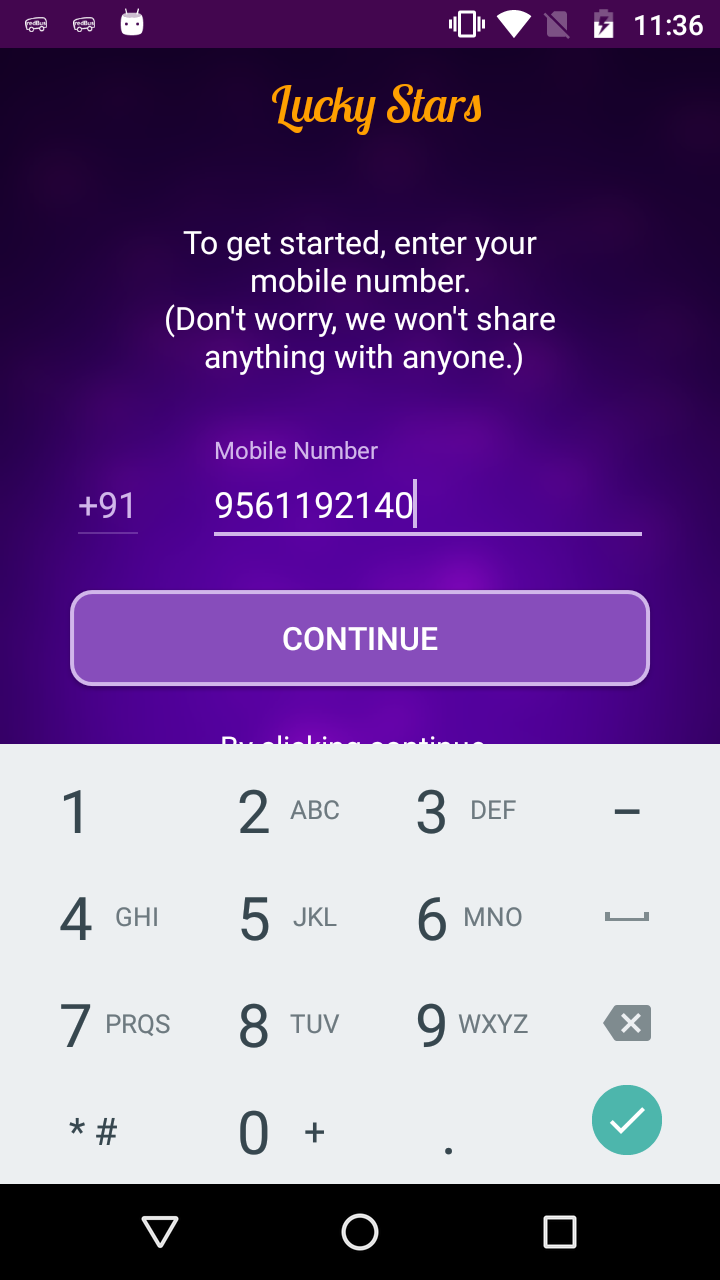 11:36
Lucky Stars
To get started, enter your
mobile number.
(Don't worry, we won't share
anything with anyone.)
Mobile Number
+91 9561192140
CONTINUE
By clicking continue
1 2 ABC 3 DEF –
4 GHI 5 JKL 6 MNO
7 PRQS 8 TUV 9 WXYZ
* # 0 + .